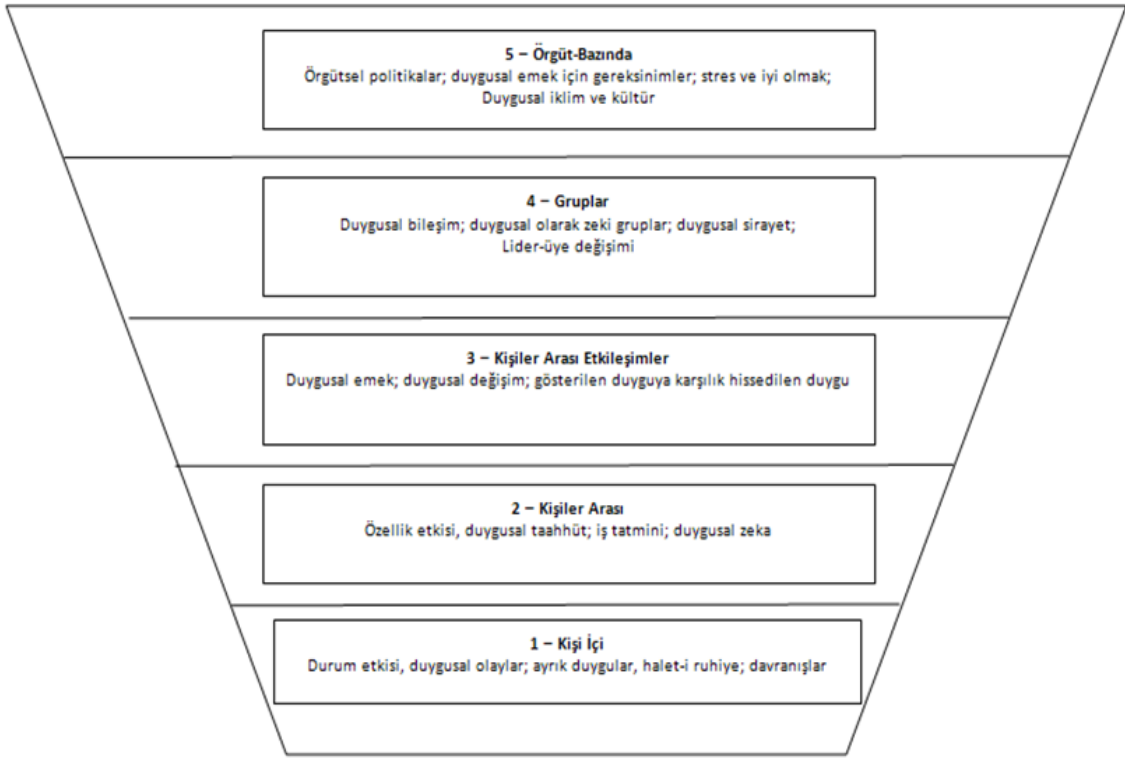 5 – Örgüt-Bazında
Örgütsel politikalar; duygusal emek için gereksinimler; stres ve iyi olmak;
Duygusal iklim ve kültür
4 – Gruplar
Duygusal bileşim; duygusal olarak zeki gruplar; duygusal sirayet;
Lider-üye değişimi
3 – Kişiler Arası Etkileşimler
Duygusal emek; duygusal değişim; gösterilen duyguya karşılık hissedilen duygu
2 – Kişiler Arası
Özellik etkisi, duygusal taahhüt; iş tatmini; duygusal zeka
1 – Kişi İçi
Durum etkisi, duygusal olaylar; ayrık duygular, halet-i ruhiye; davranışlar